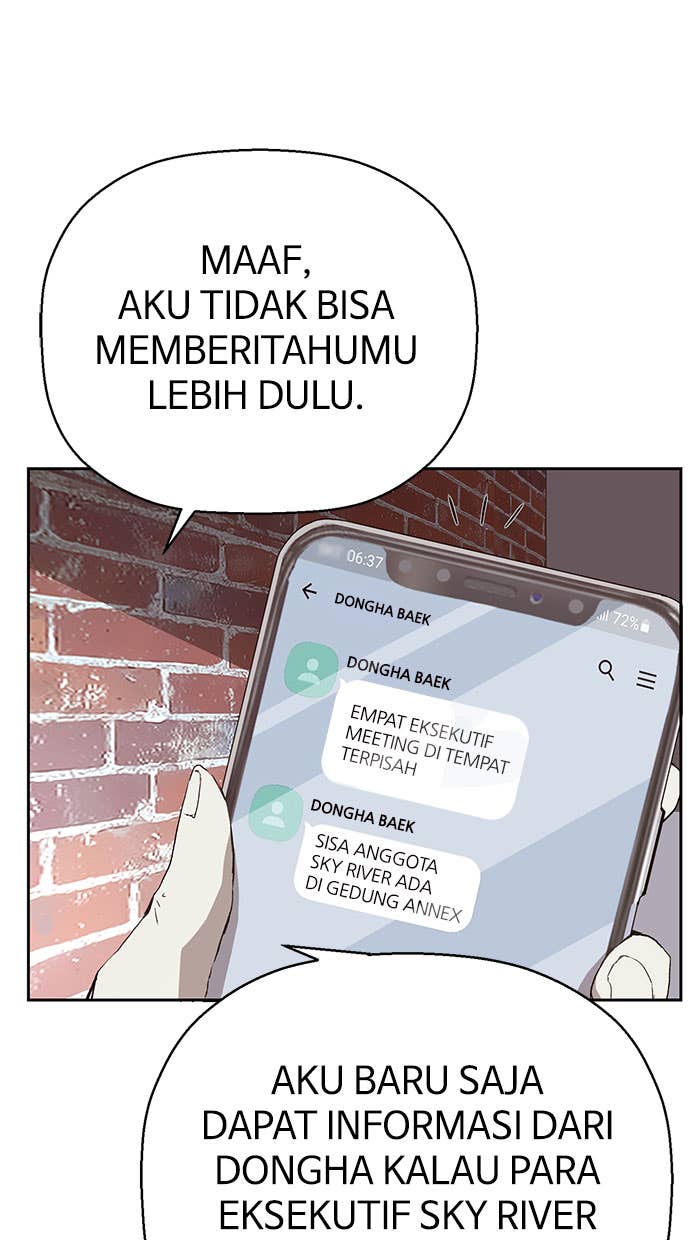 MAAF,
AKU TIDAK BISA
MEMBERITAHUMU
LEBIH DULU.
06:37
72%
DONGHA BAEK
DONGHA BAEK
EMPAT EKSEKUTIF
MEETING DI TEMPAT
TERPISAH
DONGHA BAEK
SISA ANGGOTA
SKY RIVER ADA
DI GEDUNG ANNEX
AKU BARU SAJA
DAPAT INFORMASI DARI
DONGHA KALAU PARA
EKSEKUTIF SKY RIVER